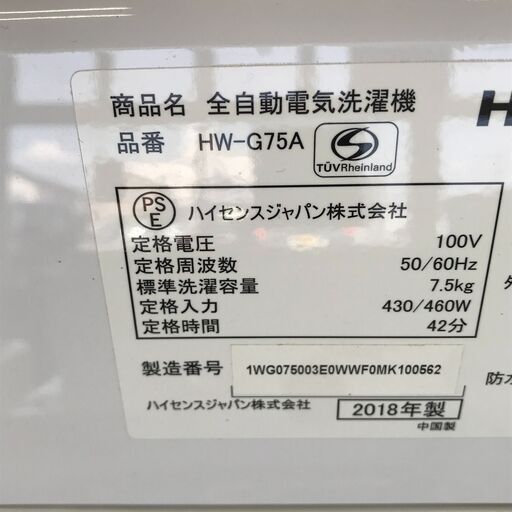 商品名 全自動電気洗濯機
品番 HW-G75A
TÜVRheinland
PSE ハイセンスジャパン株式会社
定格電圧 100V
定格周波数 50/60Hz
標準洗濯容量 7.5kg
定格入力 430/460W
定格時間 42分
製造番号 1WG075003E0WWF0MK100562
防水
ハイセンスジャパン株式会社 2018年製
中国製